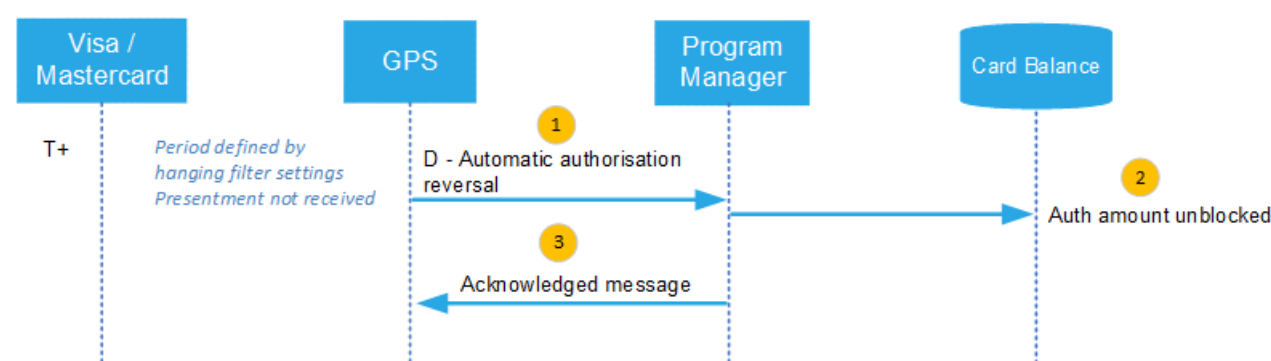 Visa /
Mastercard
GPS
Program
Manager
Card Balance
T+
Period defined by
hanging filter settings
Presentment not received
1
D - Automatic authorisation
reversal
2
Auth amount unblocked
3
Acknowledged message